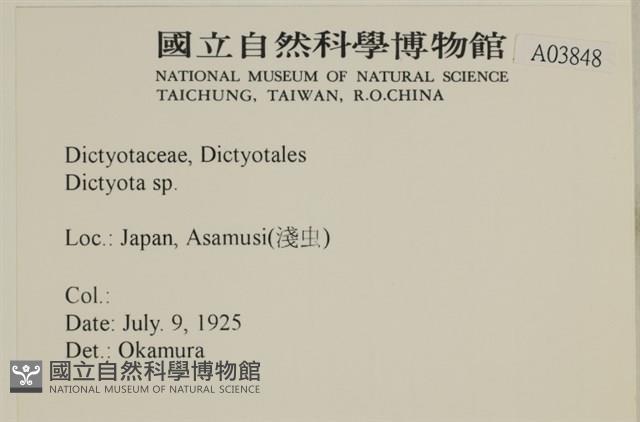 國立自然科學博物館
A03848
NATIONAL MUSEUM OF NATURAL SCIENCE
TAICHUNG, TAIWAN, R.O.CHINA
Dictyotaceae, Dictyotales
Dictyota sp.
Loc.: Japan, Asamusi(淺虫)
Col.:
Date: July. 9, 1925
Det.: Okamura
國立自然科學博物館
NATIONAL MUSEUM OF NATURAL SCIENCE